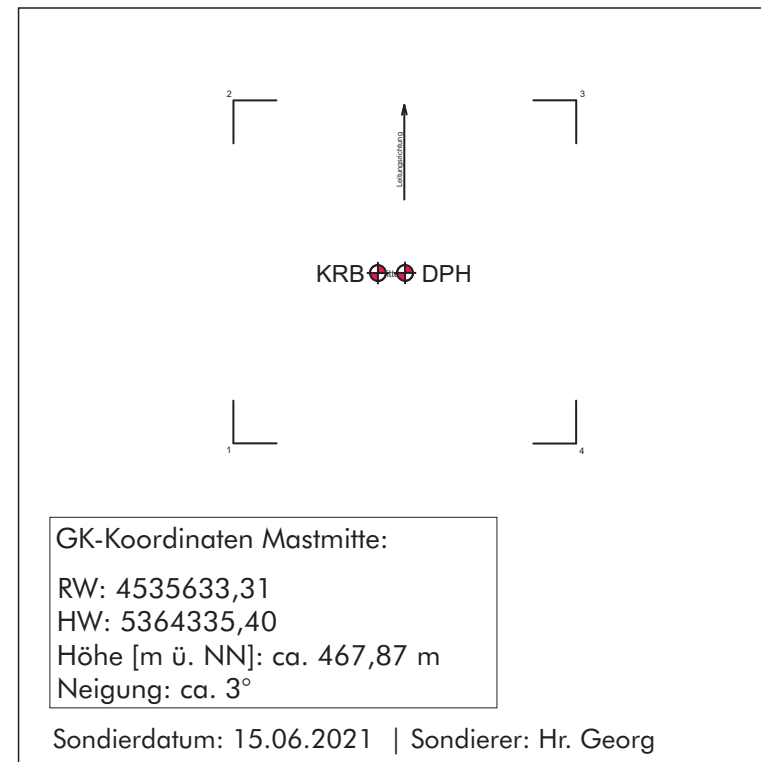 2
3
Leitungsrichtung
KRB DPH
1
4
GK-Koordinaten Mastmitte:
RW: 4535633,31
HW: 5364335,40
Höhe [m ü. NN]: ca. 467,87 m
Neigung: ca. 3°
Sondierdatum: 15.06.2021 | Sondierer: Hr. Georg